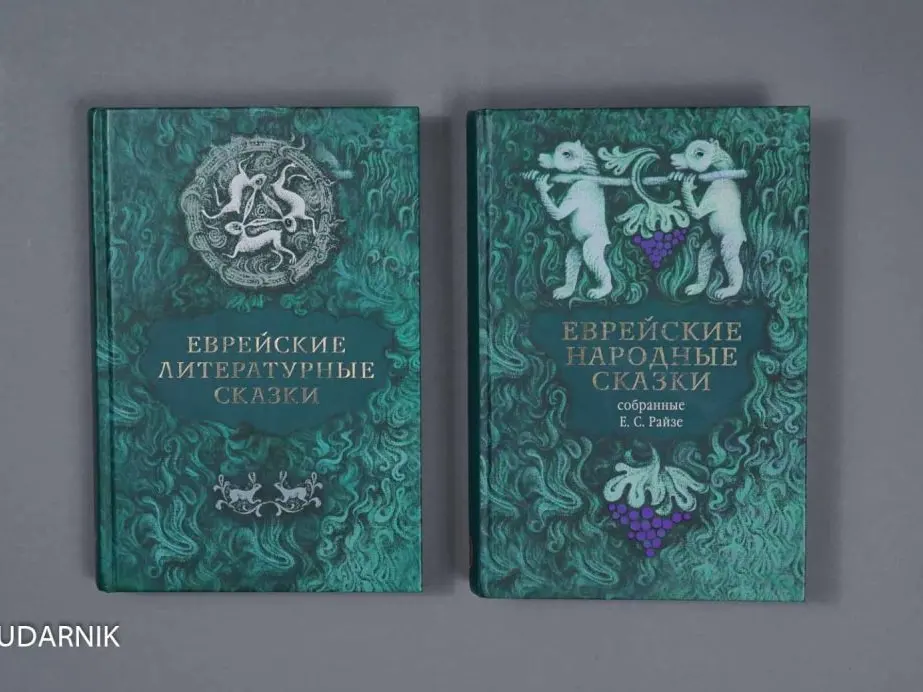 ЕВРЕЙСКИЕ
ЛИТЕРАТУРНЫЕ
СКАЗКИ
ЕВРЕЙСКИЕ
НАРОДНЫЕ
СКАЗКИ
собранные
Е. С. Райзе
UDARNIK